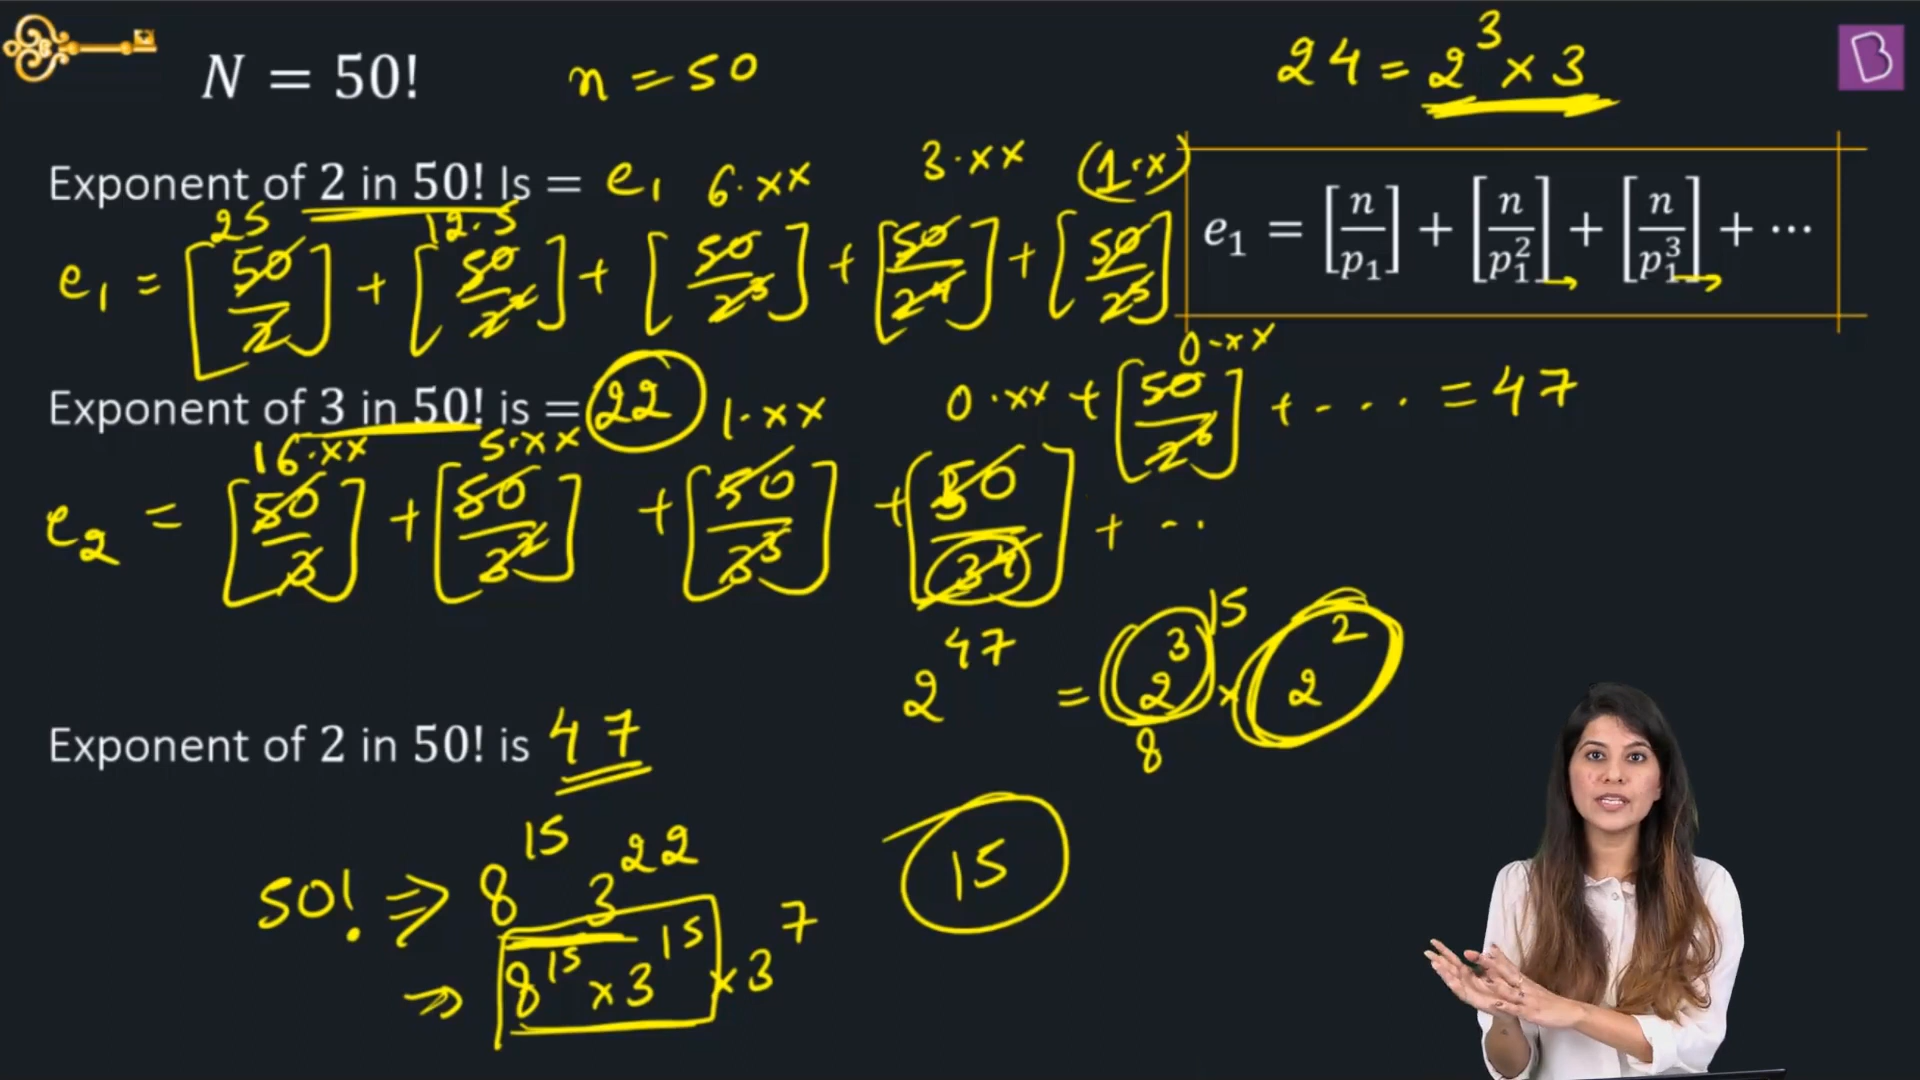 N = 50!   n = 50   24 = 2³ × 3
Exponent of 2 in 50! Is = e₁
25   12.5   6.xx   3.xx   (1.x)
e₁ = [50/2] + [50/2²] + [50/2³] + [50/2⁴] + [50/2⁵]
e₁ = [n/p₁] + [n/p₁²] + [n/p₁³] + ⋯
0.xx
+ [50/2⁶] + .... = 47
Exponent of 3 in 50! is = 22
16.xx   5.xx   1.xx   0.xx
e₂ = [50/3] + [50/3²] + [50/3³] + [50/3⁴] + ...
2⁴⁷ = (2³)¹⁵ × 2²
8
Exponent of 2 in 50! is 47
50! ⇒ 8¹⁵ 3²²
15
⇒ 8¹⁵ × 3¹⁵ × 3⁷
B